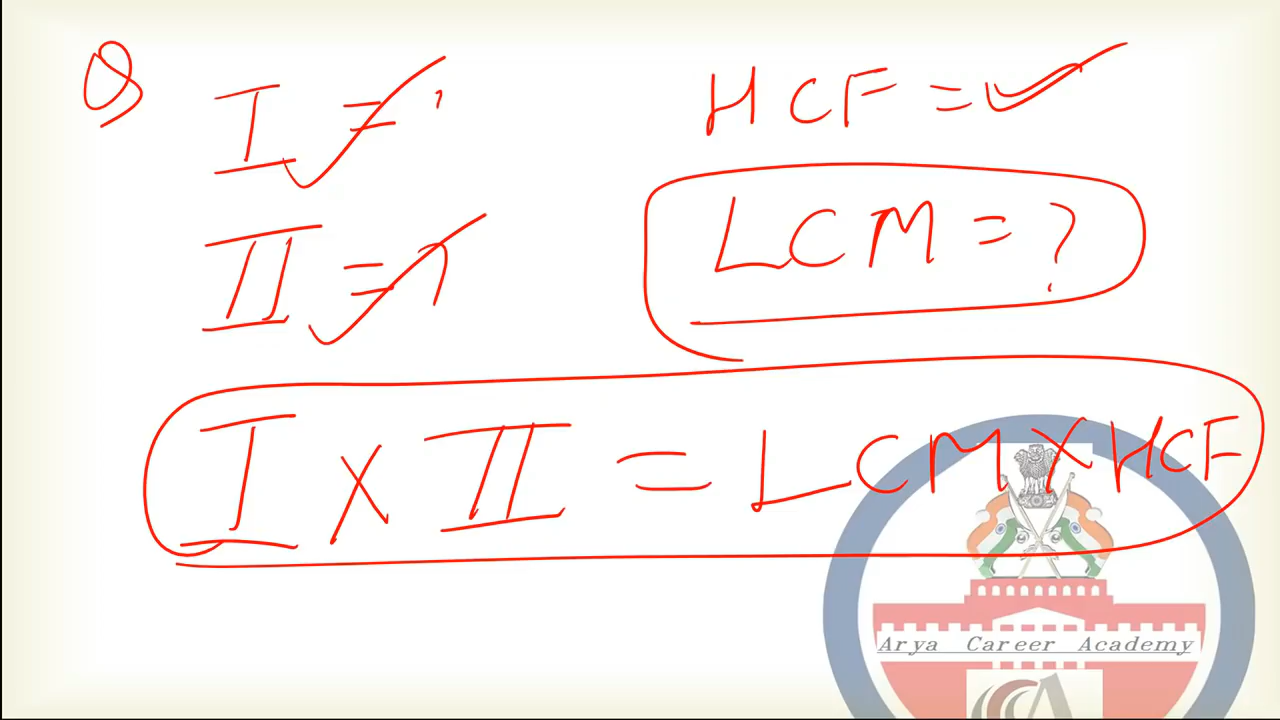 Q
I = ?
HCF = ✓
II = ?
LCM = ?
I × II = LCM × HCF
Arya Career Academy